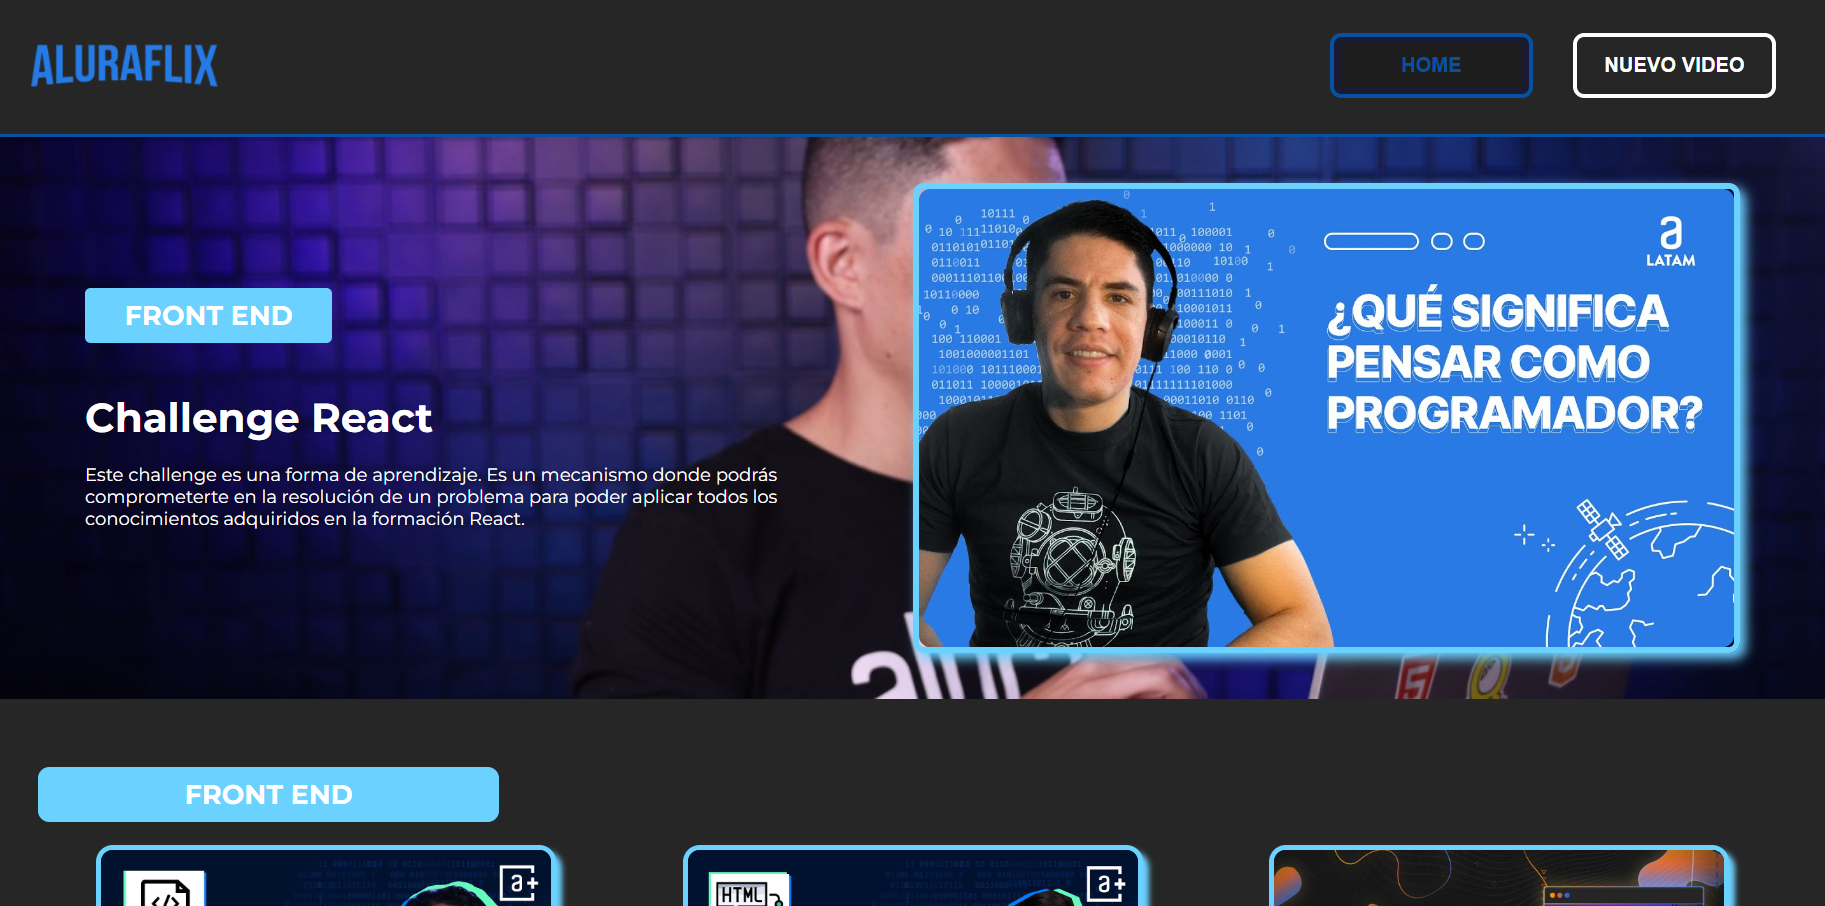 ALURAFLIX
HOME
NUEVO VIDEO
FRONT END
Challenge React
Este challenge es una forma de aprendizaje. Es un mecanismo donde podrás
comprometerte en la resolución de un problema para poder aplicar todos los
conocimientos adquiridos en la formación React.
a
LATAM
¿QUÉ SIGNIFICA
PENSAR COMO
PROGRAMADOR?
alur
5
FRONT END
</>
a+
HTML
a+